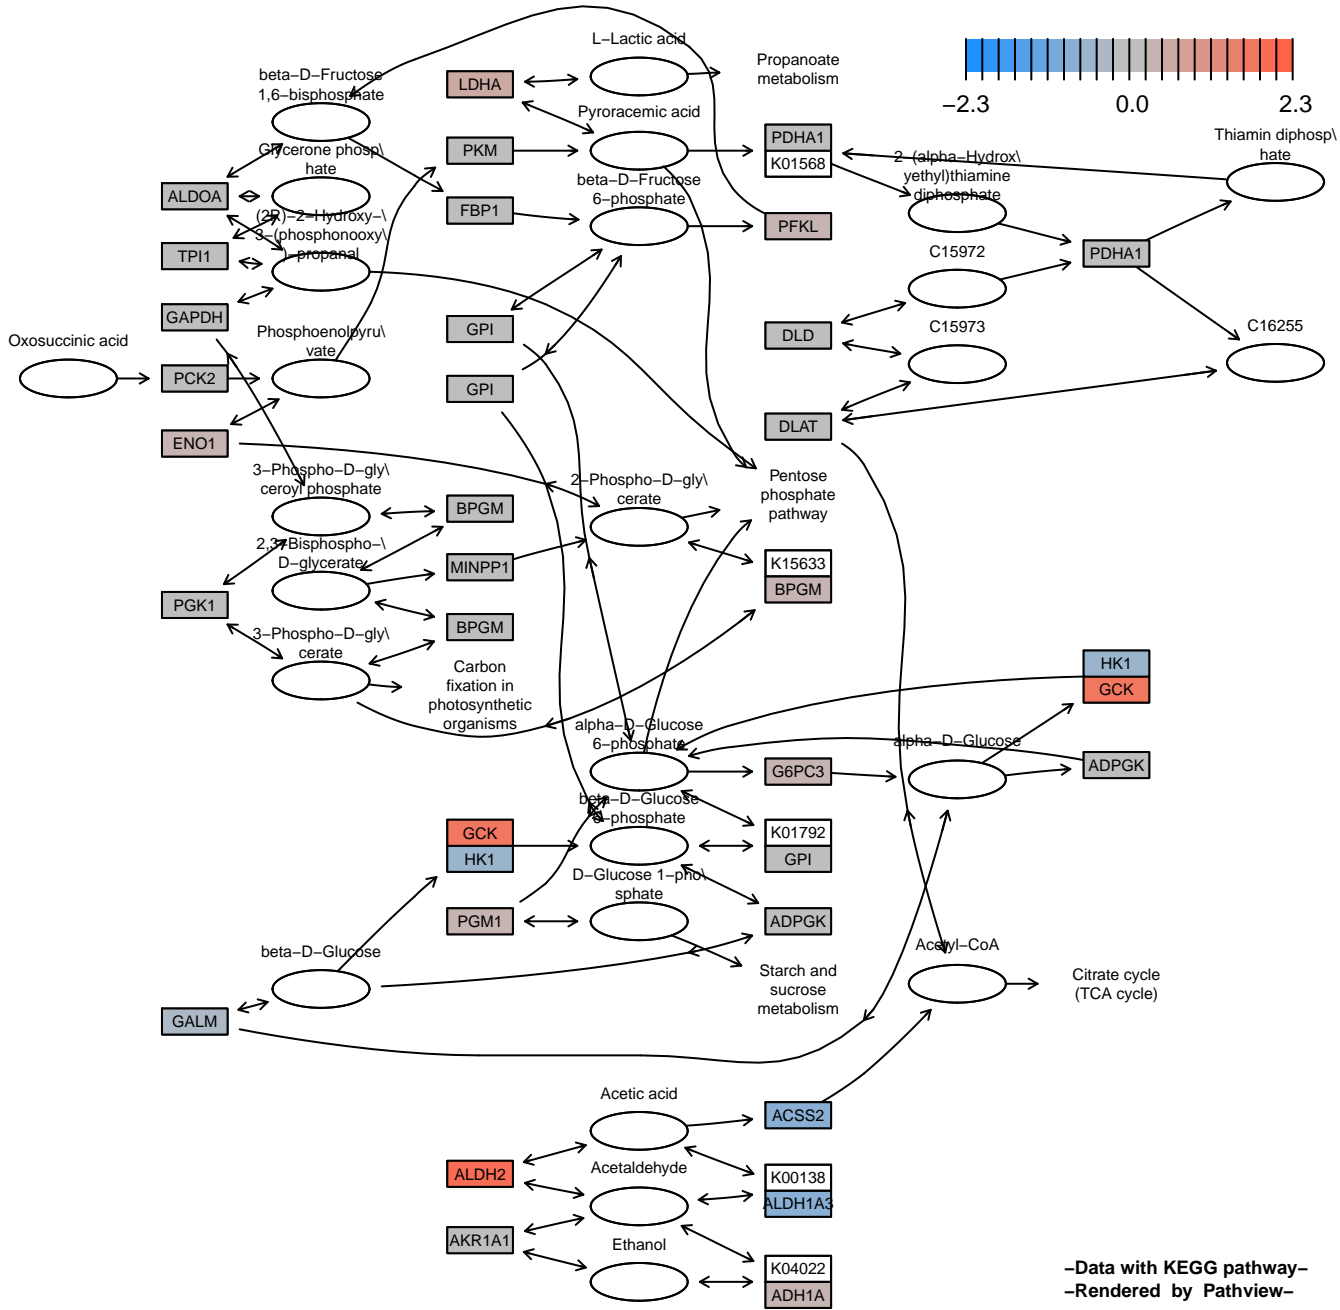 L−Lactic acid
Propanoate
metabolism
−2.3
0.0
2.3
beta−D−Fructose
1,6−bisphosphate
LDHA
Pyroracemic acid
Thiamin diphosp\
hate
Glycerone phosp\
hate
PKM
PDHA1
K01568
2−(alpha−Hydrox\
yethyl)thiamine
diphosphate
ALDOA
beta−D−Fructose
6−phosphate
FBP1
PFKL
(2R)−2−Hydroxy−\
3−(phosphonooxy\
)−propanal
TPI1
C15972
PDHA1
GAPDH
GPI
DLD
C15973
C16255
Oxosuccinic acid
Phosphoenolpyru\
vate
PCK2
GPI
ENO1
DLAT
3−Phospho−D−gly\
ceroyl phosphate
2−Phospho−D−gly\
cerate
Pentose
phosphate
pathway
BPGM
2,3−Bisphospho−\
D−glycerate
MINPP1
K15633
BPGM
PGK1
BPGM
3−Phospho−D−gly\
cerate
Carbon
fixation in
photosynthetic
organisms
HK1
GCK
alpha−D−Glucose
6−phosphate
alpha−D−Glucose
G6PC3
ADPGK
beta−D−Glucose
6−phosphate
GCK
HK1
K01792
GPI
D−Glucose 1−pho\
sphate
PGM1
ADPGK
beta−D−Glucose
Acetyl−CoA
Starch and
sucrose
metabolism
Citrate cycle
(TCA cycle)
GALM
Acetic acid
ACSS2
ALDH2
Acetaldehyde
K00138
ALDH1A3
AKR1A1
Ethanol
K04022
ADH1A
−Data with KEGG pathway−
−Rendered by Pathview−